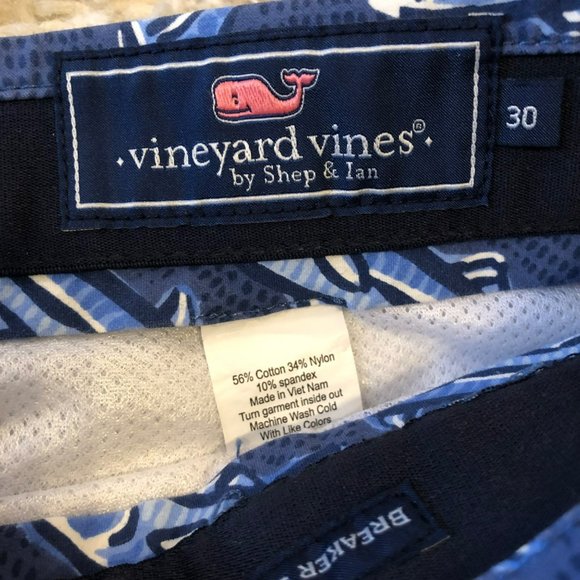 vineyard vines®
by Shep & Ian
30
56% Cotton 34% Nylon
10% spandex
Made in Viet Nam
Turn garment inside out
Machine Wash Cold
With Like Colors
BREAKER